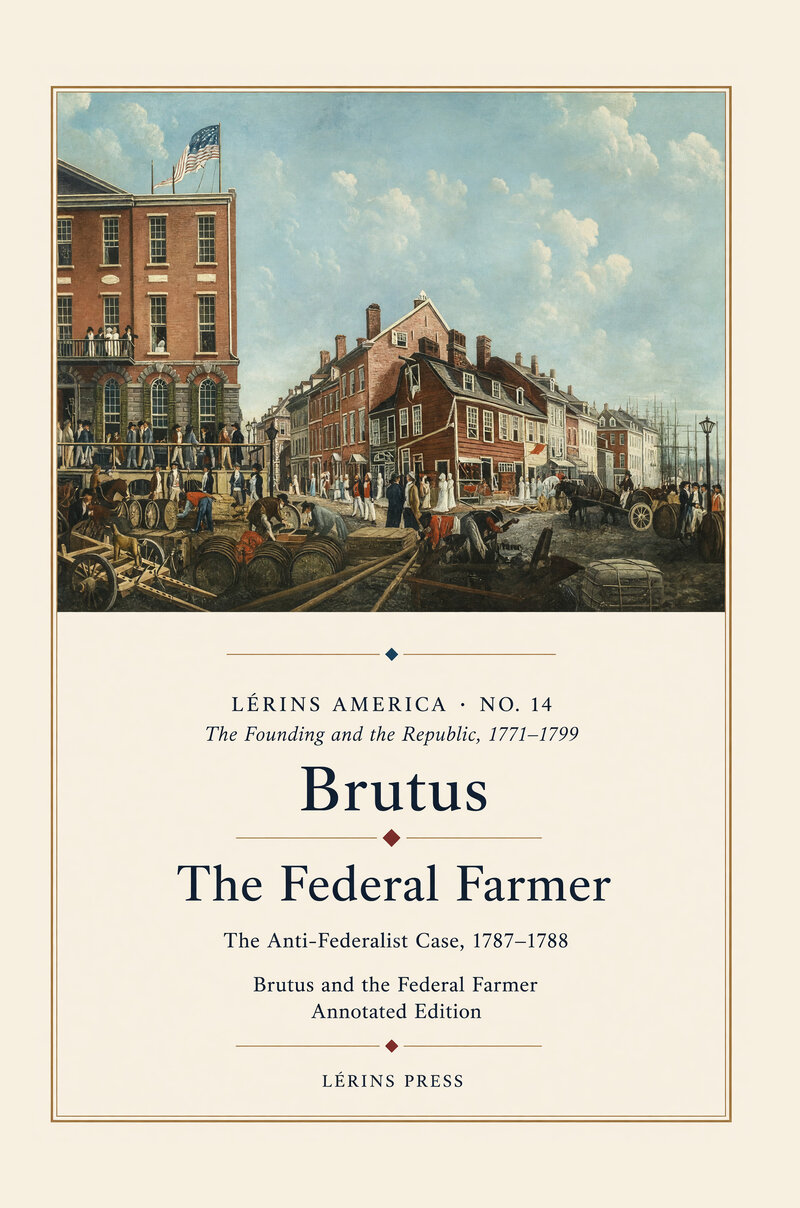 LÉRINS AMERICA · NO. 14
The Founding and the Republic, 1771–1799
Brutus
The Federal Farmer
The Anti-Federalist Case, 1787–1788
Brutus and the Federal Farmer
Annotated Edition
LÉRINS PRESS